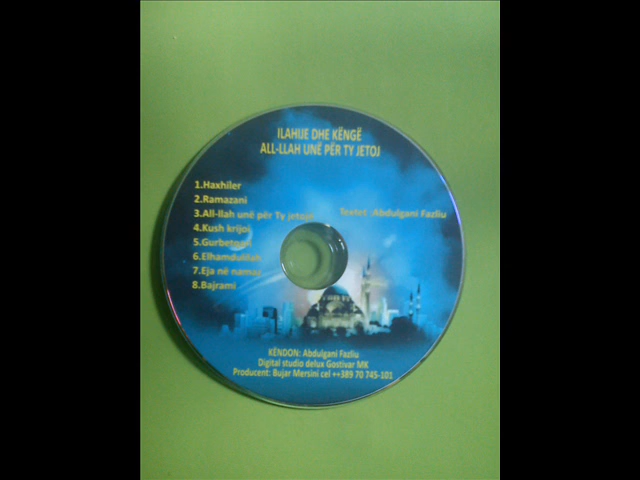 ILAHIJE DHE KËNGË
ALL-LLAH UNË PËR TY JETOJ
1.Haxhiler
2.Ramazani
3.All-llah unë për Ty jetoj
Textet :Abdulgani Fazliu
4.Kush krijoi
5.Gurbetqari
6.Elhamdulilah
7.Eja në namaz
8.Bajrami
KËNDON: Abdulgani Fazliu
Digital studio delux Gostivar MK
Producent: Bujar Mersini cel ++389 70 745-101